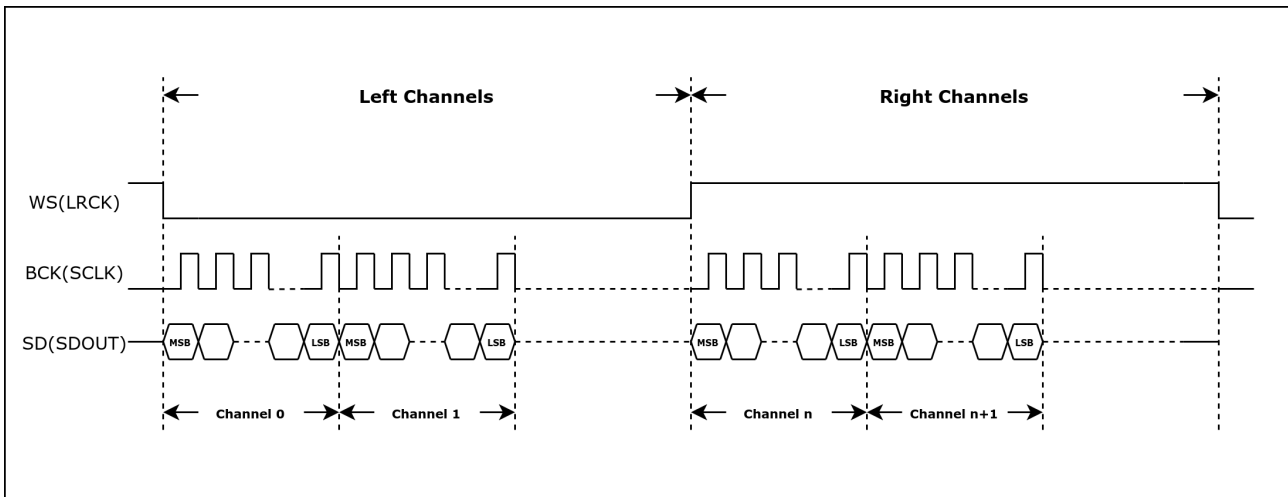 Left Channels
Right Channels
WS(LRCK)
BCK(SCLK)
SD(SDOUT)
MSB
LSB
MSB
LSB
MSB
LSB
MSB
LSB
Channel 0
Channel 1
Channel n
Channel n+1